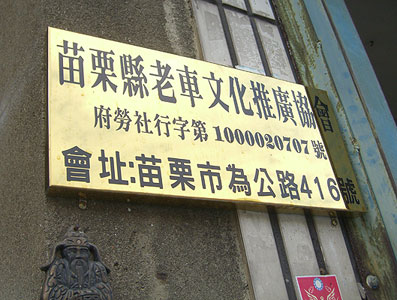 苗栗縣老車文化推廣協會
府勞社行字第1000020707號
會址:苗栗市為公路416號